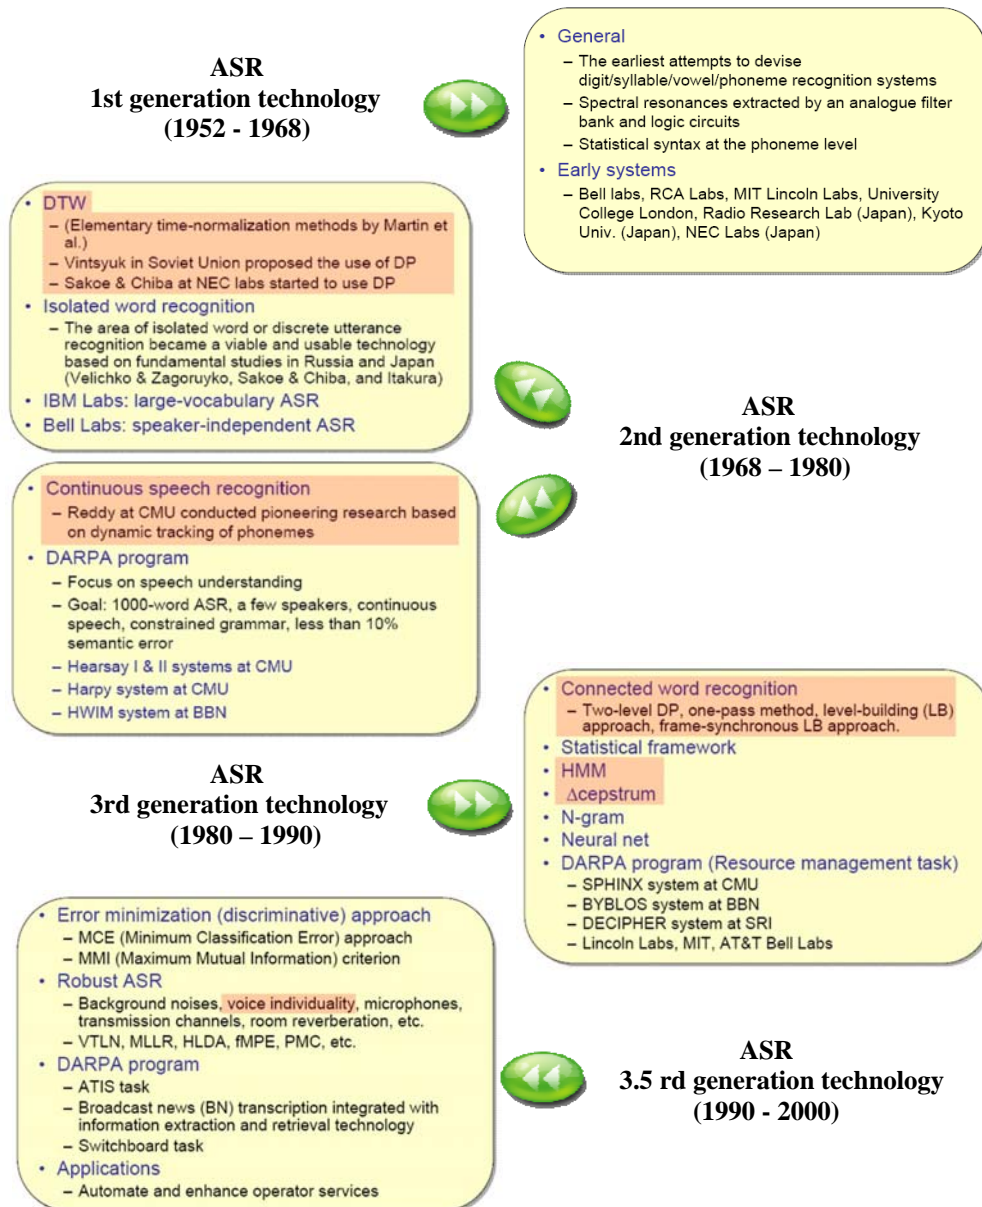 ASR
1st generation technology
(1952 - 1968)
• General
– The earliest attempts to devise
digit/syllable/vowel/phoneme recognition systems
– Spectral resonances extracted by an analogue filter
bank and logic circuits
– Statistical syntax at the phoneme level
• Early systems
– Bell labs, RCA Labs, MIT Lincoln Labs, University
College London, Radio Research Lab (Japan), Kyoto
Univ. (Japan), NEC Labs (Japan)
• DTW
– (Elementary time-normalization methods by Martin et
al.)
– Vintsyuk in Soviet Union proposed the use of DP
– Sakoe & Chiba at NEC labs started to use DP
• Isolated word recognition
– The area of isolated word or discrete utterance
recognition became a viable and usable technology
based on fundamental studies in Russia and Japan
(Velichko & Zagoruyko, Sakoe & Chiba, and Itakura)
• IBM Labs: large-vocabulary ASR
• Bell Labs: speaker-independent ASR
ASR
2nd generation technology
(1968 – 1980)
• Continuous speech recognition
– Reddy at CMU conducted pioneering research based
on dynamic tracking of phonemes
• DARPA program
– Focus on speech understanding
– Goal: 1000-word ASR, a few speakers, continuous
speech, constrained grammar, less than 10%
semantic error
– Hearsay I & II systems at CMU
– Harpy system at CMU
– HWIM system at BBN
ASR
3rd generation technology
(1980 – 1990)
• Connected word recognition
– Two-level DP, one-pass method, level-building (LB)
approach, frame-synchronous LB approach.
• Statistical framework
• HMM
• Δcepstrum
• N-gram
• Neural net
• DARPA program (Resource management task)
– SPHINX system at CMU
– BYBLOS system at BBN
– DECIPHER system at SRI
– Lincoln Labs, MIT, AT&T Bell Labs
• Error minimization (discriminative) approach
– MCE (Minimum Classification Error) approach
– MMI (Maximum Mutual Information) criterion
• Robust ASR
– Background noises, voice individuality, microphones,
transmission channels, room reverberation, etc.
– VTLN, MLLR, HLDA, fMPE, PMC, etc.
• DARPA program
– ATIS task
– Broadcast news (BN) transcription integrated with
information extraction and retrieval technology
– Switchboard task
• Applications
– Automate and enhance operator services
ASR
3.5 rd generation technology
(1990 - 2000)